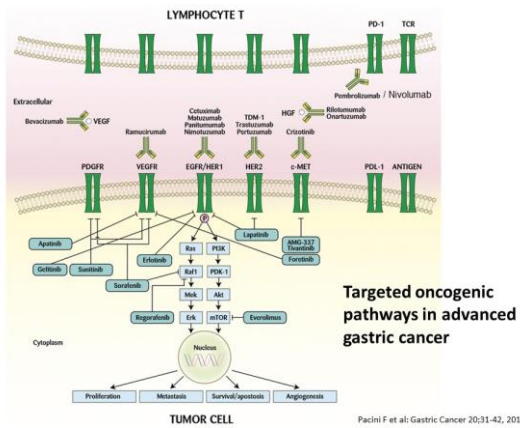 LYMPHOCYTE T
PD-1 TCR
Pembrolizumab / Nivolumab
Extracellular
Bevacizumab VEGF
Ramucirumab
Cetuximab
Matuzumab
Panitumumab
Nimotuzumab
TDM-1
Trastuzumab
Pertuzumab
HGF
Rilotumumab
Onartuzumab
Crizotinib
PDGFR VEGFR EGFR/HER1 HER2 c-MET PDL-1 ANTIGEN
P
Apatinib
Lapatinib
AMG-337
Tivantinib
Foretinib
Gefitinib
Sunitinib
Erlotinib
Sorafenib
Regorafenib
Everolimus
Ras PI3K
Raf1 PDK-1
Mek Akt
Erk mTOR
Targeted oncogenic
pathways in advanced
gastric cancer
Cytoplasm
Nucleus
Proliferation Metastasis Survival/apostosis Angiogenesis
TUMOR CELL
Pacini F et al: Gastric Cancer 20;31-42, 201